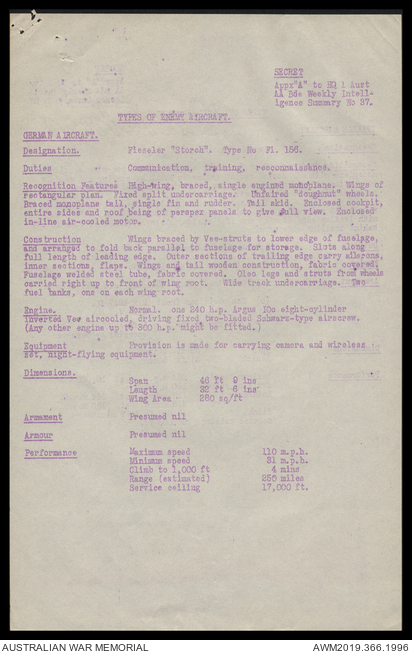 SECRET
Appx "A" to HQ 1 Aust
AA Bde Weekly Intell-
igence Summary No 37.
TYPES OF ENEMY AIRCRAFT.
GERMAN AIRCRAFT.
Designation. Fieseler "Storch". Type No Fi. 156.
Duties Communication, training, reconnaissance.
Recognition Features High-wing, braced, single engined monoplane. Wings of
rectangular plan. Fixed split undercarriage. Unfaired "doughnut" wheels.
Braced monoplane tail, single fin and rudder. Tail skid. Enclosed cockpit,
entire sides and roof being of perspex panels to give full view. Enclosed
in-line air-cooled motor.
Construction Wings braced by Vee-struts to lower edge of fuselage,
and arranged to fold back parallel to fuselage for storage. Slots along
full length of leading edge. Outer sections of trailing edge carry ailerons,
inner sections, flaps. Wings and tail wooden construction, fabric covered.
Fuselage welded steel tube, fabric covered. Oleo legs and struts from wheels
carried right up to front of wing root. Wide track undercarriage. Two
fuel tanks, one on each wing root.
Engine. Normal. one 240 h.p. Argus 10c eight-cylinder
inverted Vee aircooled, driving fixed two-bladed Schwarz-type airscrew.
(Any other engine up to 300 h.p. might be fitted.)
Equipment Provision is made for carrying camera and wireless
set, night-flying equipment.
Dimensions.
Span 46 ft 9 ins
Length 32 ft 6 ins
Wing Area 280 sq/ft
Armament Presumed nil
Armour Presumed nil
Performance Maximum speed 110 m.p.h.
Minimum speed 31 m.p.h.
Climb to 1,000 ft 4 mins
Range (estimated) 250 miles
Service ceiling 17,000 ft.
AUSTRALIAN WAR MEMORIAL AWM2019.366.1996